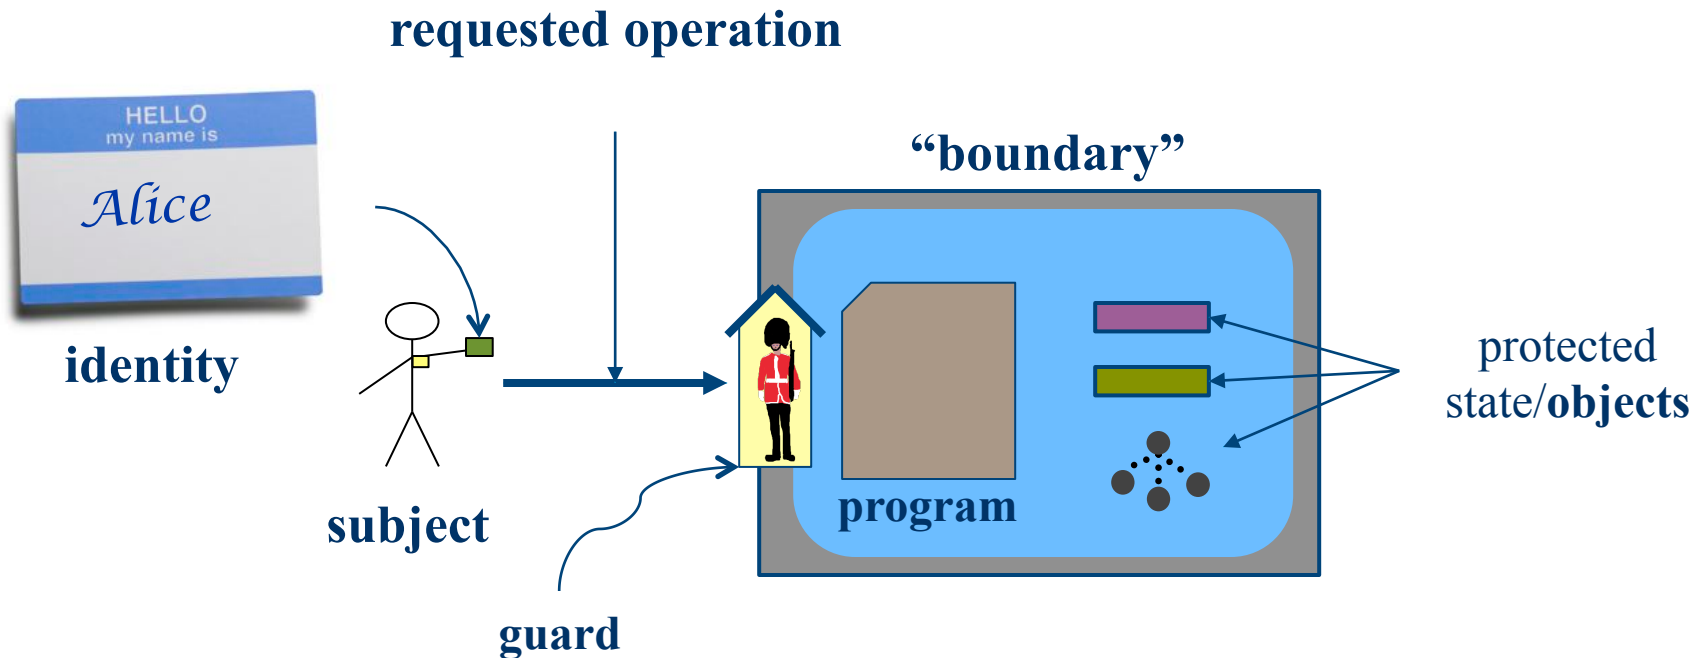 requested operation
HELLO
my name is
Alice
“boundary”
identity
protected
state/objects
program
subject
guard